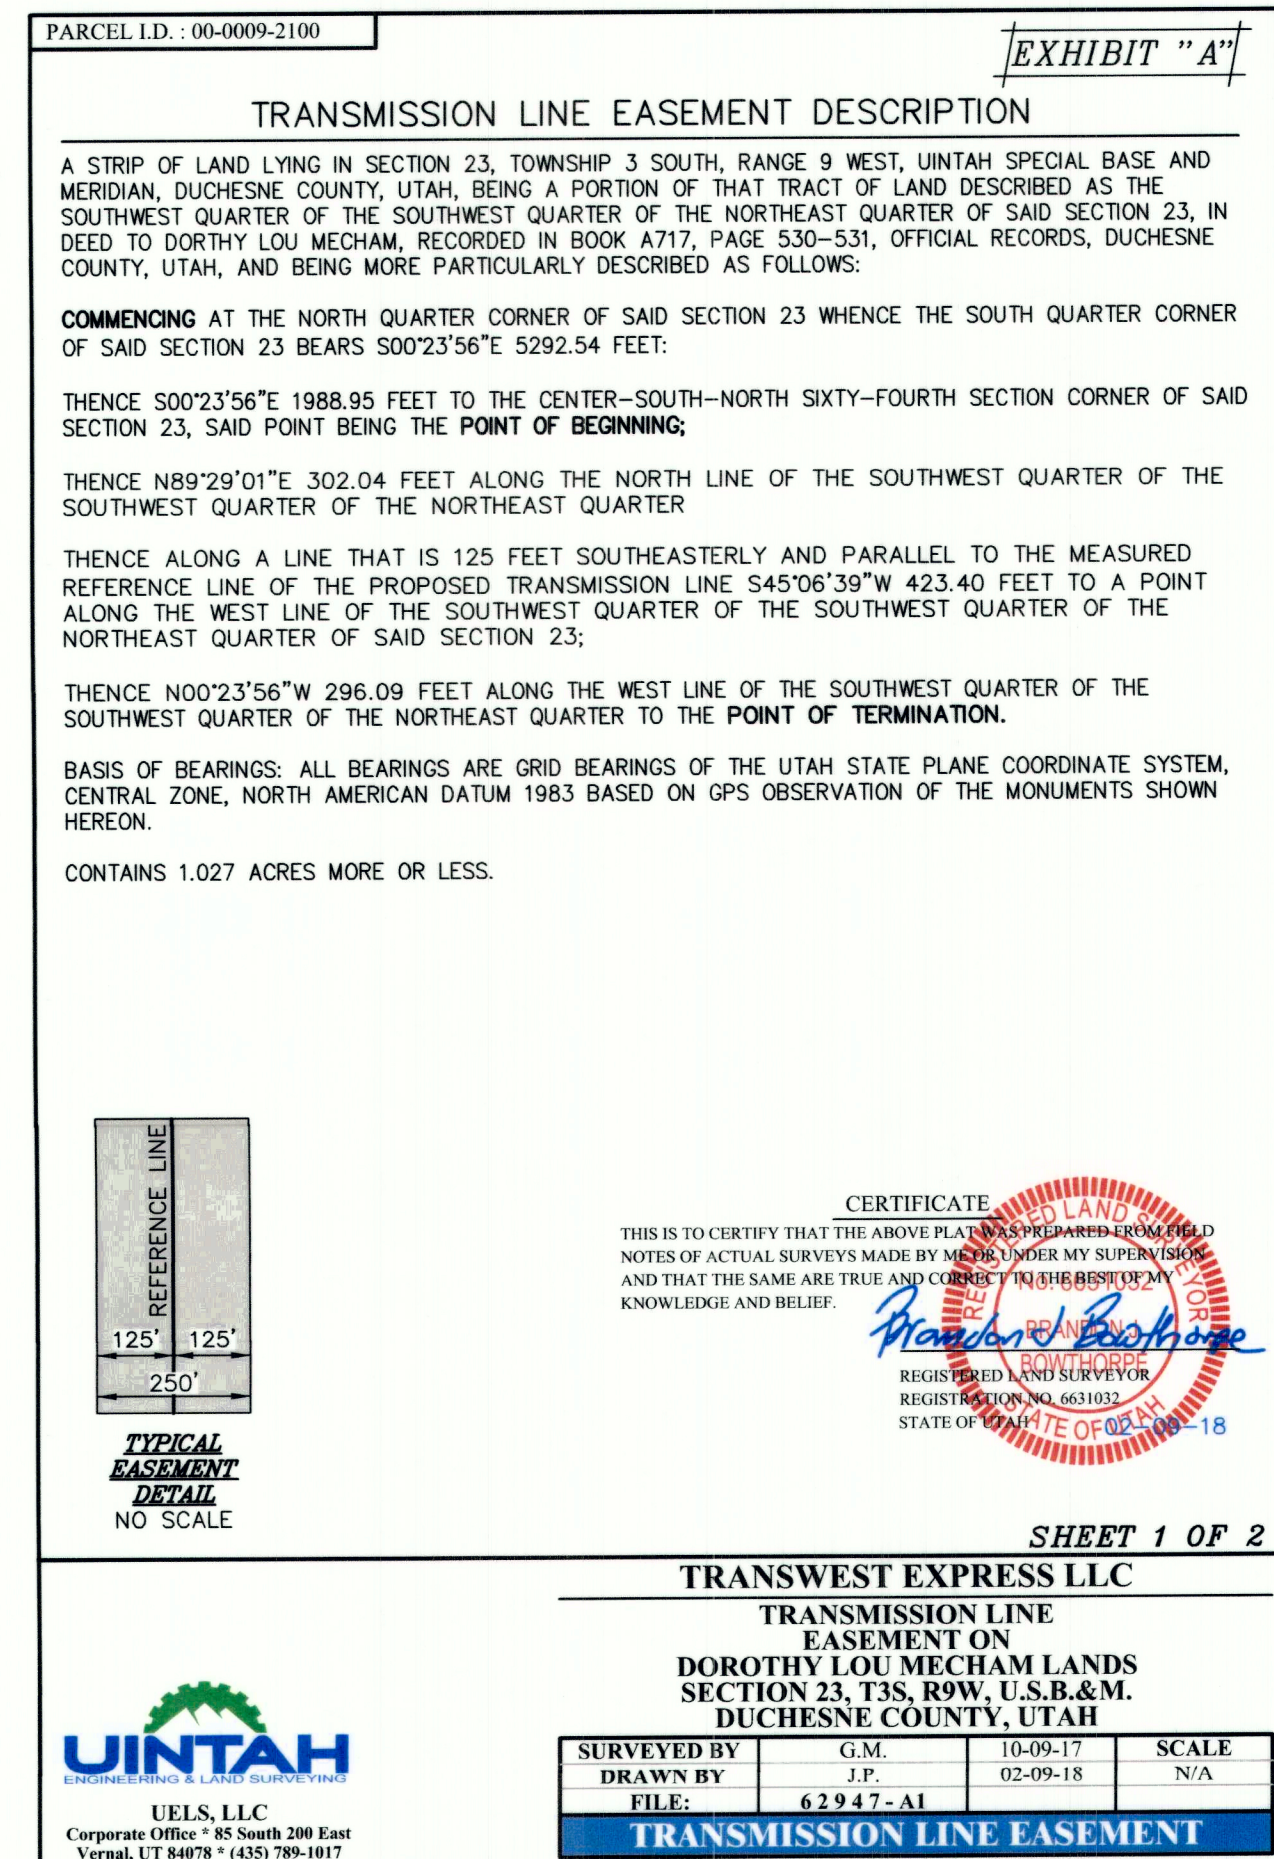 PARCEL I.D. : 00-0009-2100
EXHIBIT "A"
TRANSMISSION LINE EASEMENT DESCRIPTION
A STRIP OF LAND LYING IN SECTION 23, TOWNSHIP 3 SOUTH, RANGE 9 WEST, UINTAH SPECIAL BASE AND
MERIDIAN, DUCHESNE COUNTY, UTAH, BEING A PORTION OF THAT TRACT OF LAND DESCRIBED AS THE
SOUTHWEST QUARTER OF THE SOUTHWEST QUARTER OF THE NORTHEAST QUARTER OF SAID SECTION 23, IN
DEED TO DORTHY LOU MECHAM, RECORDED IN BOOK A717, PAGE 530-531, OFFICIAL RECORDS, DUCHESNE
COUNTY, UTAH, AND BEING MORE PARTICULARLY DESCRIBED AS FOLLOWS:
COMMENCING AT THE NORTH QUARTER CORNER OF SAID SECTION 23 WHENCE THE SOUTH QUARTER CORNER
OF SAID SECTION 23 BEARS S00°23'56"E 5292.54 FEET:
THENCE S00°23'56"E 1988.95 FEET TO THE CENTER-SOUTH-NORTH SIXTY-FOURTH SECTION CORNER OF SAID
SECTION 23, SAID POINT BEING THE POINT OF BEGINNING;
THENCE N89°29'01"E 302.04 FEET ALONG THE NORTH LINE OF THE SOUTHWEST QUARTER OF THE
SOUTHWEST QUARTER OF THE NORTHEAST QUARTER
THENCE ALONG A LINE THAT IS 125 FEET SOUTHEASTERLY AND PARALLEL TO THE MEASURED
REFERENCE LINE OF THE PROPOSED TRANSMISSION LINE S45°06'39"W 423.40 FEET TO A POINT
ALONG THE WEST LINE OF THE SOUTHWEST QUARTER OF THE SOUTHWEST QUARTER OF THE
NORTHEAST QUARTER OF SAID SECTION 23;
THENCE N00°23'56"W 296.09 FEET ALONG THE WEST LINE OF THE SOUTHWEST QUARTER OF THE
SOUTHWEST QUARTER OF THE NORTHEAST QUARTER TO THE POINT OF TERMINATION.
BASIS OF BEARINGS: ALL BEARINGS ARE GRID BEARINGS OF THE UTAH STATE PLANE COORDINATE SYSTEM,
CENTRAL ZONE, NORTH AMERICAN DATUM 1983 BASED ON GPS OBSERVATION OF THE MONUMENTS SHOWN
HEREON.
CONTAINS 1.027 ACRES MORE OR LESS.
REFERENCE LINE
125' 125'
250'
TYPICAL
EASEMENT
DETAIL
NO SCALE
CERTIFICATE
THIS IS TO CERTIFY THAT THE ABOVE PLAT WAS PREPARED FROM FIELD
NOTES OF ACTUAL SURVEYS MADE BY ME OR UNDER MY SUPERVISION
AND THAT THE SAME ARE TRUE AND CORRECT TO THE BEST OF MY
KNOWLEDGE AND BELIEF.
Brandon J Bowthorpe
REGISTERED LAND SURVEYOR
REGISTRATION NO. 6631032
STATE OF UTAH
REGISTERED LAND SURVEYOR
No. 6631032
BRANDON J.
BOWTHORPE
STATE OF UTAH
02-09-18
SHEET 1 OF 2
TRANSWEST EXPRESS LLC
TRANSMISSION LINE
EASEMENT ON
DOROTHY LOU MECHAM LANDS
SECTION 23, T3S, R9W, U.S.B.&M.
DUCHESNE COUNTY, UTAH
SURVEYED BY G.M. 10-09-17 SCALE
DRAWN BY J.P. 02-09-18 N/A
FILE: 62947-A1
TRANSMISSION LINE EASEMENT
UINTAH
ENGINEERING & LAND SURVEYING
UELS, LLC
Corporate Office * 85 South 200 East
Vernal, UT 84078 * (435) 789-1017